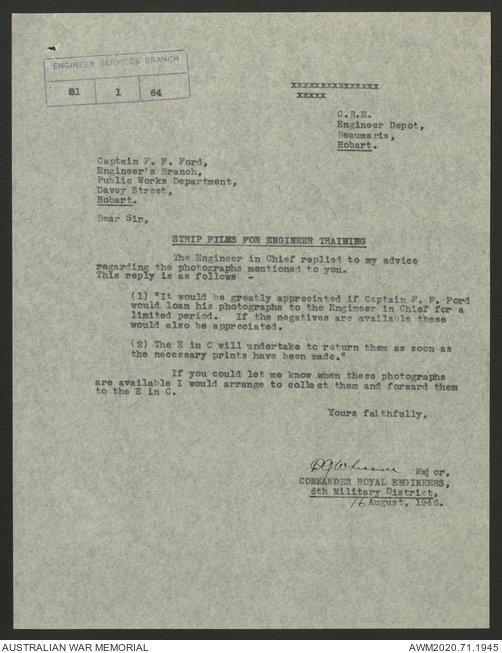 ENGINEER SERVICES BRANCH
81 1 64
XXXXXXXXXXXXXXX
XXXXX
C.R.E.
Engineer Depot,
Beaumaris,
Hobart.
Captain F. F. Ford,
Engineer's Branch,
Public Works Department,
Davey Street,
Hobart.
Dear Sir,
STRIP FILMS FOR ENGINEER TRAINING
The Engineer in Chief replied to my advice
regarding the photographs mentioned to you.
This reply is as follows -
(1) "It would be greatly appreciated if Captain F. F. Ford
would loan his photographs to the Engineer in Chief for a
limited period. If the negatives are available these
would also be appreciated.
(2) The E in C will undertake to return them as soon as
the necessary prints have been made."
If you could let me know when these photographs
are available I would arrange to collect them and forward them
to the E in C.
Yours faithfully,
Major,
COMMANDER ROYAL ENGINEERS,
6th Military District,
16 August, 1945.
AUSTRALIAN WAR MEMORIAL
AWM2020.71.1945